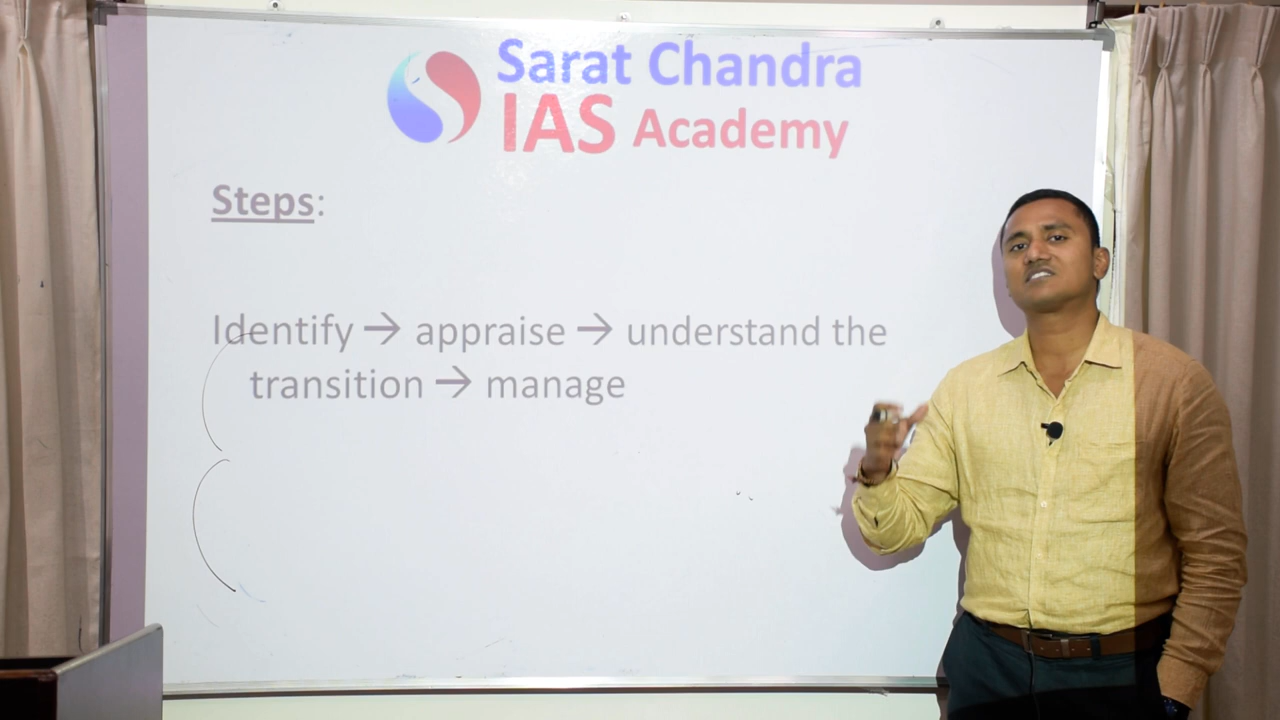 Sarat Chandra
IAS Academy
Steps:
Identify → appraise → understand the
transition → manage